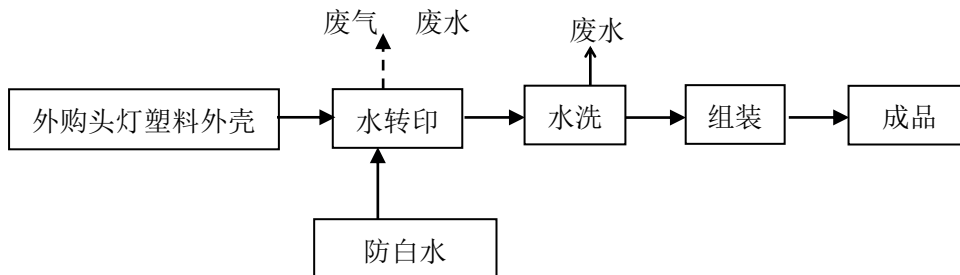 废气 废水
废水
外购头灯塑料外壳
水转印
水洗
组装
成品
防白水